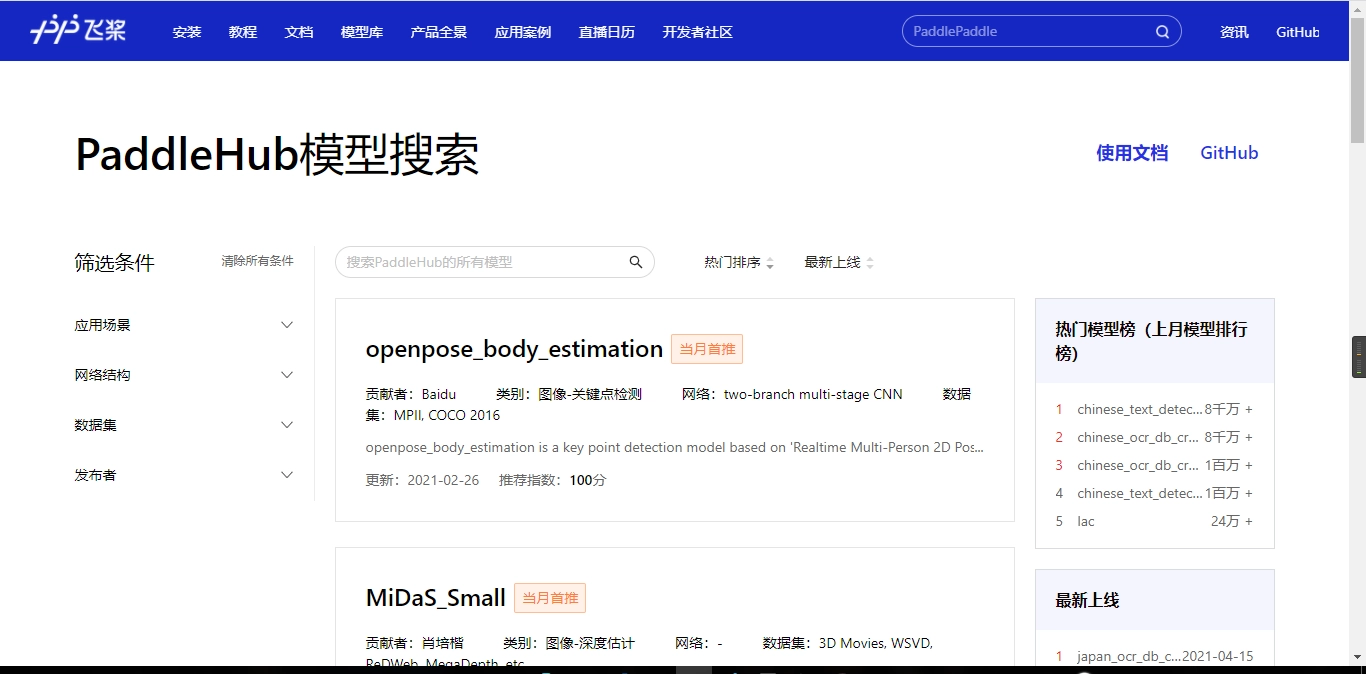 飞桨 安装 教程 文档 模型库 产品全景 应用案例 直播日历 开发者社区 PaddlePaddle 资讯 GitHub
PaddleHub模型搜索 使用文档 GitHub
筛选条件 清除所有条件
应用场景
网络结构
数据集
发布者
搜索PaddleHub的所有模型 热门排序 最新上线
openpose_body_estimation 当月首推
贡献者：Baidu 类别：图像-关键点检测 网络：two-branch multi-stage CNN 数据
集：MPII, COCO 2016
openpose_body_estimation is a key point detection model based on 'Realtime Multi-Person 2D Pos...
更新：2021-02-26 推荐指数：100分
MiDaS_Small 当月首推
贡献者：肖培楷 类别：图像-深度估计 网络：- 数据集：3D Movies, WSVD,
ReDWeb, MegaDepth, etc.
热门模型榜（上月模型排行
榜）
1 chinese_text_detec... 8千万 +
2 chinese_ocr_db_cr... 8千万 +
3 chinese_ocr_db_cr... 1百万 +
4 chinese_text_detec... 1百万 +
5 lac 24万 +
最新上线
1 japan_ocr_db_c... 2021-04-15